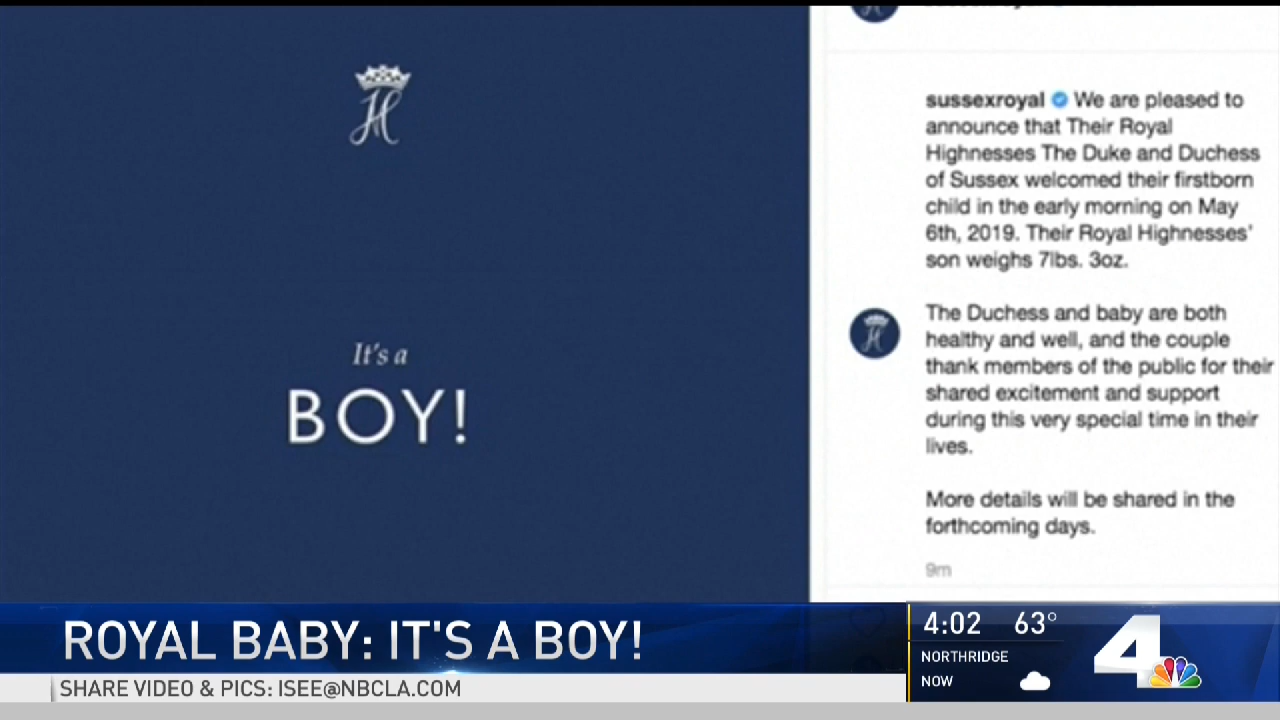 It's a
BOY!
sussexroyal We are pleased to
announce that Their Royal
Highnesses The Duke and Duchess
of Sussex welcomed their firstborn
child in the early morning on May
6th, 2019. Their Royal Highnesses'
son weighs 7lbs. 3oz.
The Duchess and baby are both
healthy and well, and the couple
thank members of the public for their
shared excitement and support
during this very special time in their
lives.
More details will be shared in the
forthcoming days.
9m
ROYAL BABY: IT'S A BOY!
SHARE VIDEO & PICS: ISEE@NBCLA.COM
4:02 63°
NORTHRIDGE
NOW
4